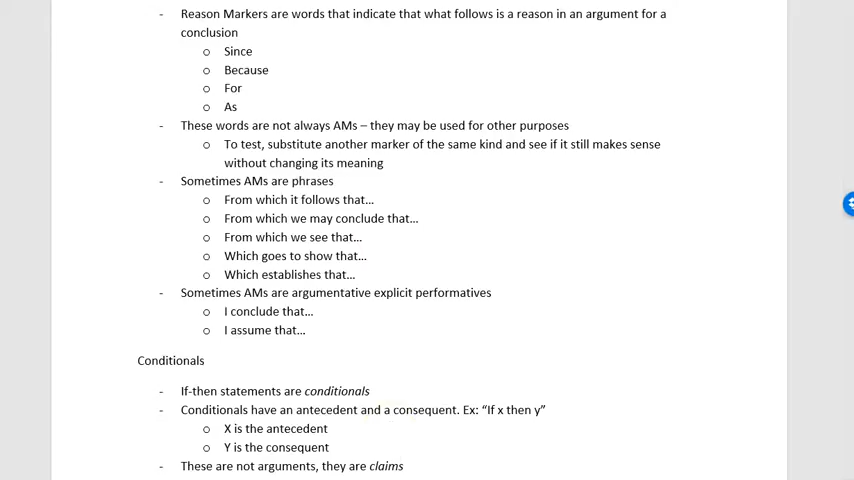 - Reason Markers are words that indicate that what follows is a reason in an argument for a
conclusion
o Since
o Because
o For
o As
- These words are not always AMs – they may be used for other purposes
o To test, substitute another marker of the same kind and see if it still makes sense
without changing its meaning
- Sometimes AMs are phrases
o From which it follows that…
o From which we may conclude that…
o From which we see that…
o Which goes to show that…
o Which establishes that…
- Sometimes AMs are argumentative explicit performatives
o I conclude that…
o I assume that…
Conditionals
- If-then statements are conditionals
- Conditionals have an antecedent and a consequent. Ex: “If x then y”
o X is the antecedent
o Y is the consequent
- These are not arguments, they are claims